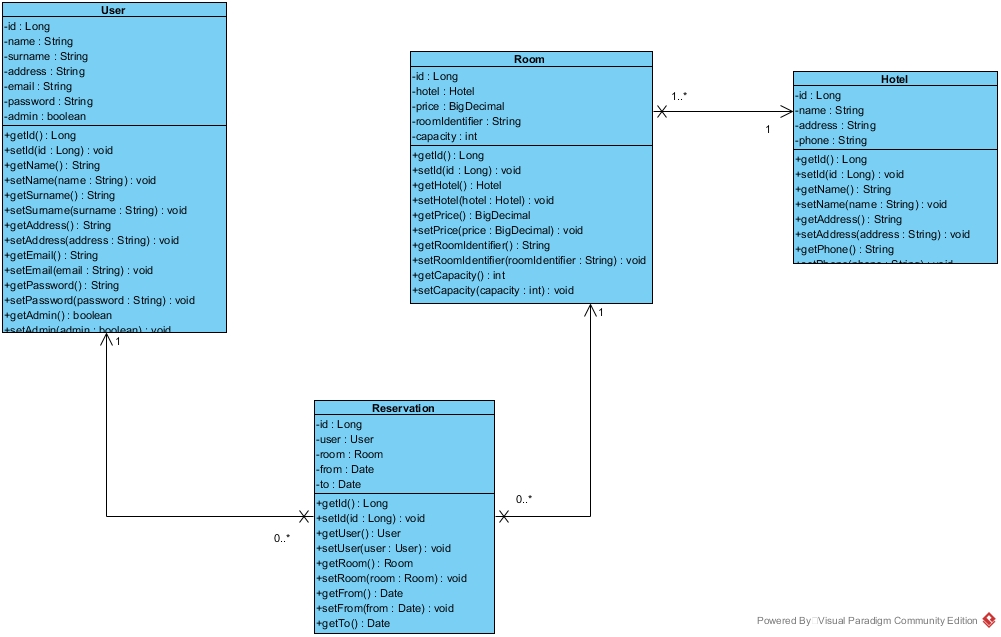 User
-id : Long
-name : String
-surname : String
-address : String
-email : String
-password : String
-admin : boolean
+getId() : Long
+setId(id : Long) : void
+getName() : String
+setName(name : String) : void
+getSurname() : String
+setSurname(surname : String) : void
+getAddress() : String
+setAddress(address : String) : void
+getEmail() : String
+setEmail(email : String) : void
+getPassword() : String
+setPassword(password : String) : void
+getAdmin() : boolean
+setAdmin(admin : boolean) : void
1
Room
-id : Long
-hotel : Hotel
-price : BigDecimal
-roomIdentifier : String
-capacity : int
+getId() : Long
+setId(id : Long) : void
+getHotel() : Hotel
+setHotel(hotel : Hotel) : void
+getPrice() : BigDecimal
+setPrice(price : BigDecimal) : void
+getRoomIdentifier() : String
+setRoomIdentifier(roomIdentifier : String) : void
+getCapacity() : int
+setCapacity(capacity : int) : void
1..*
1
1
Hotel
-id : Long
-name : String
-address : String
-phone : String
+getId() : Long
+setId(id : Long) : void
+getName() : String
+setName(name : String) : void
+getAddress() : String
+setAddress(address : String) : void
+getPhone() : String
+setPhone(phone : String) : void
Reservation
-id : Long
-user : User
-room : Room
-from : Date
-to : Date
+getId() : Long
+setId(id : Long) : void
+getUser() : User
+setUser(user : User) : void
+getRoom() : Room
+setRoom(room : Room) : void
+getFrom() : Date
+setFrom(from : Date) : void
+getTo() : Date
0..*
0..*
Powered By Visual Paradigm Community Edition